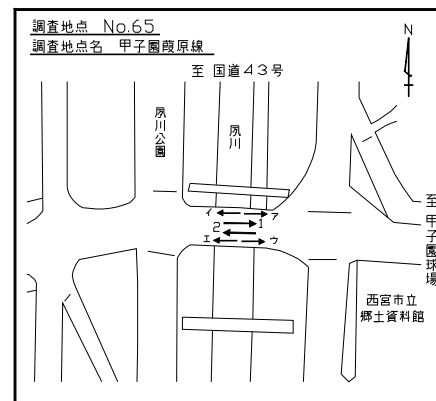 調査地点 No.65
調査地点名 甲子園葭原線
N
至 国道43号
夙川公園
夙川
イ ア
2 1
エ ウ
至 甲子園球場
西宮市立
郷土資料館